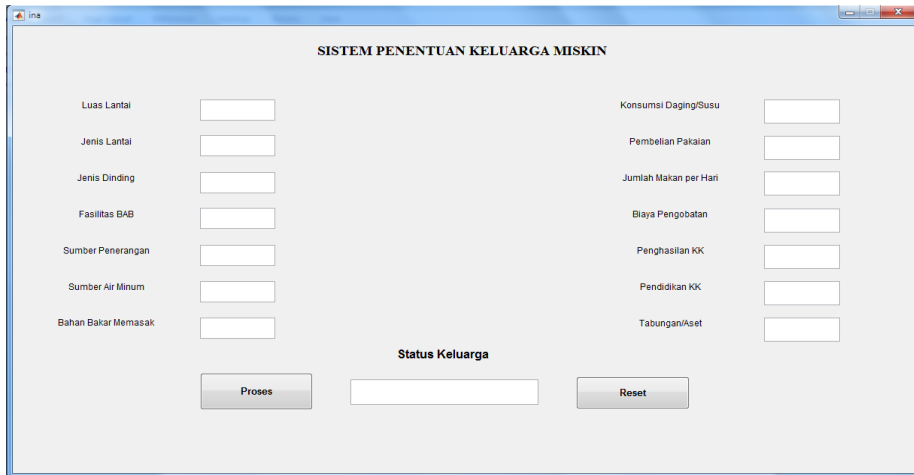 ina
SISTEM PENENTUAN KELUARGA MISKIN
Luas Lantai
Jenis Lantai
Jenis Dinding
Fasilitas BAB
Sumber Penerangan
Sumber Air Minum
Bahan Bakar Memasak
Konsumsi Daging/Susu
Pembelian Pakaian
Jumlah Makan per Hari
Biaya Pengobatan
Penghasilan KK
Pendidikan KK
Tabungan/Aset
Status Keluarga
Proses
Reset